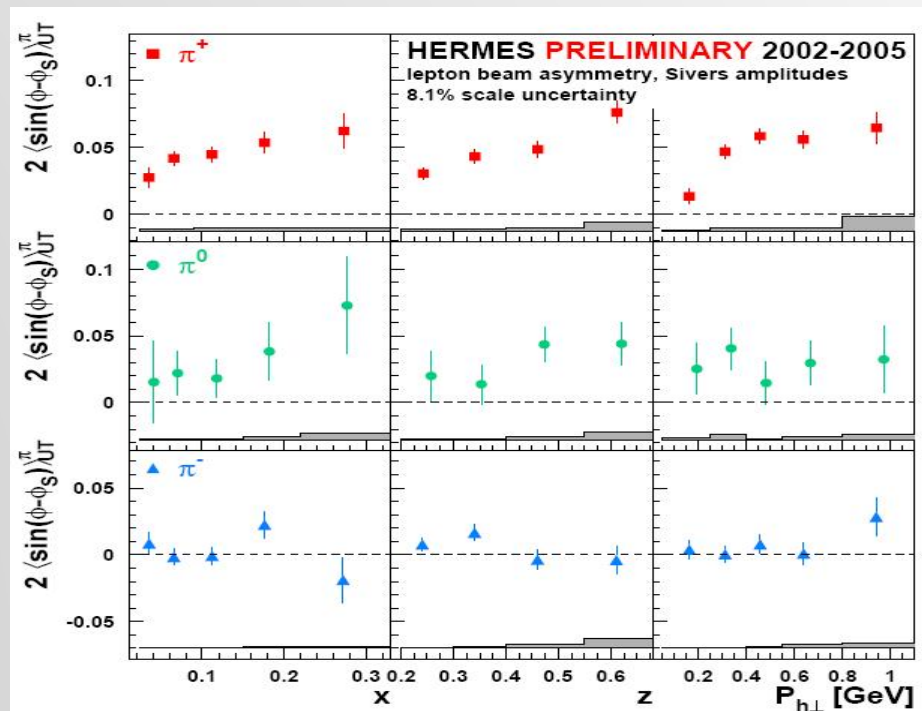 2 ⟨sin(ϕ-ϕS)⟩πUT
π+
HERMES PRELIMINARY 2002-2005
lepton beam asymmetry, Sivers amplitudes
8.1% scale uncertainty
0.1
0.05
0
2 ⟨sin(ϕ-ϕS)⟩πUT
π0
0.1
0.05
0
2 ⟨sin(ϕ-ϕS)⟩πUT
π-
0.05
0
-0.05
0.1 0.2 0.3 0.2 0.3 0.4 0.5 0.6 0.2 0.4 0.6 0.8 1
x z Ph⊥ [GeV]